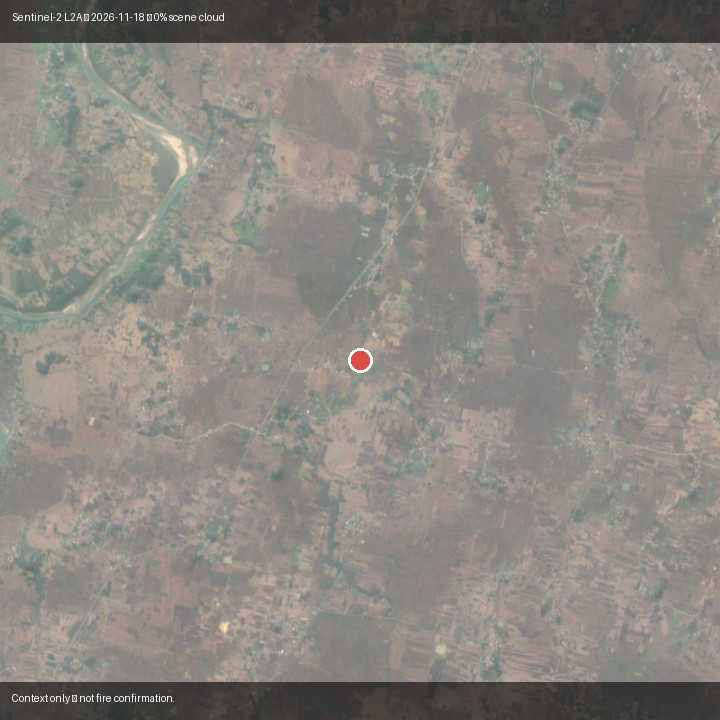 Sentinel-2 L2A▯2026-11-18▯0% scene cloud
Context only▯not fire confirmation.